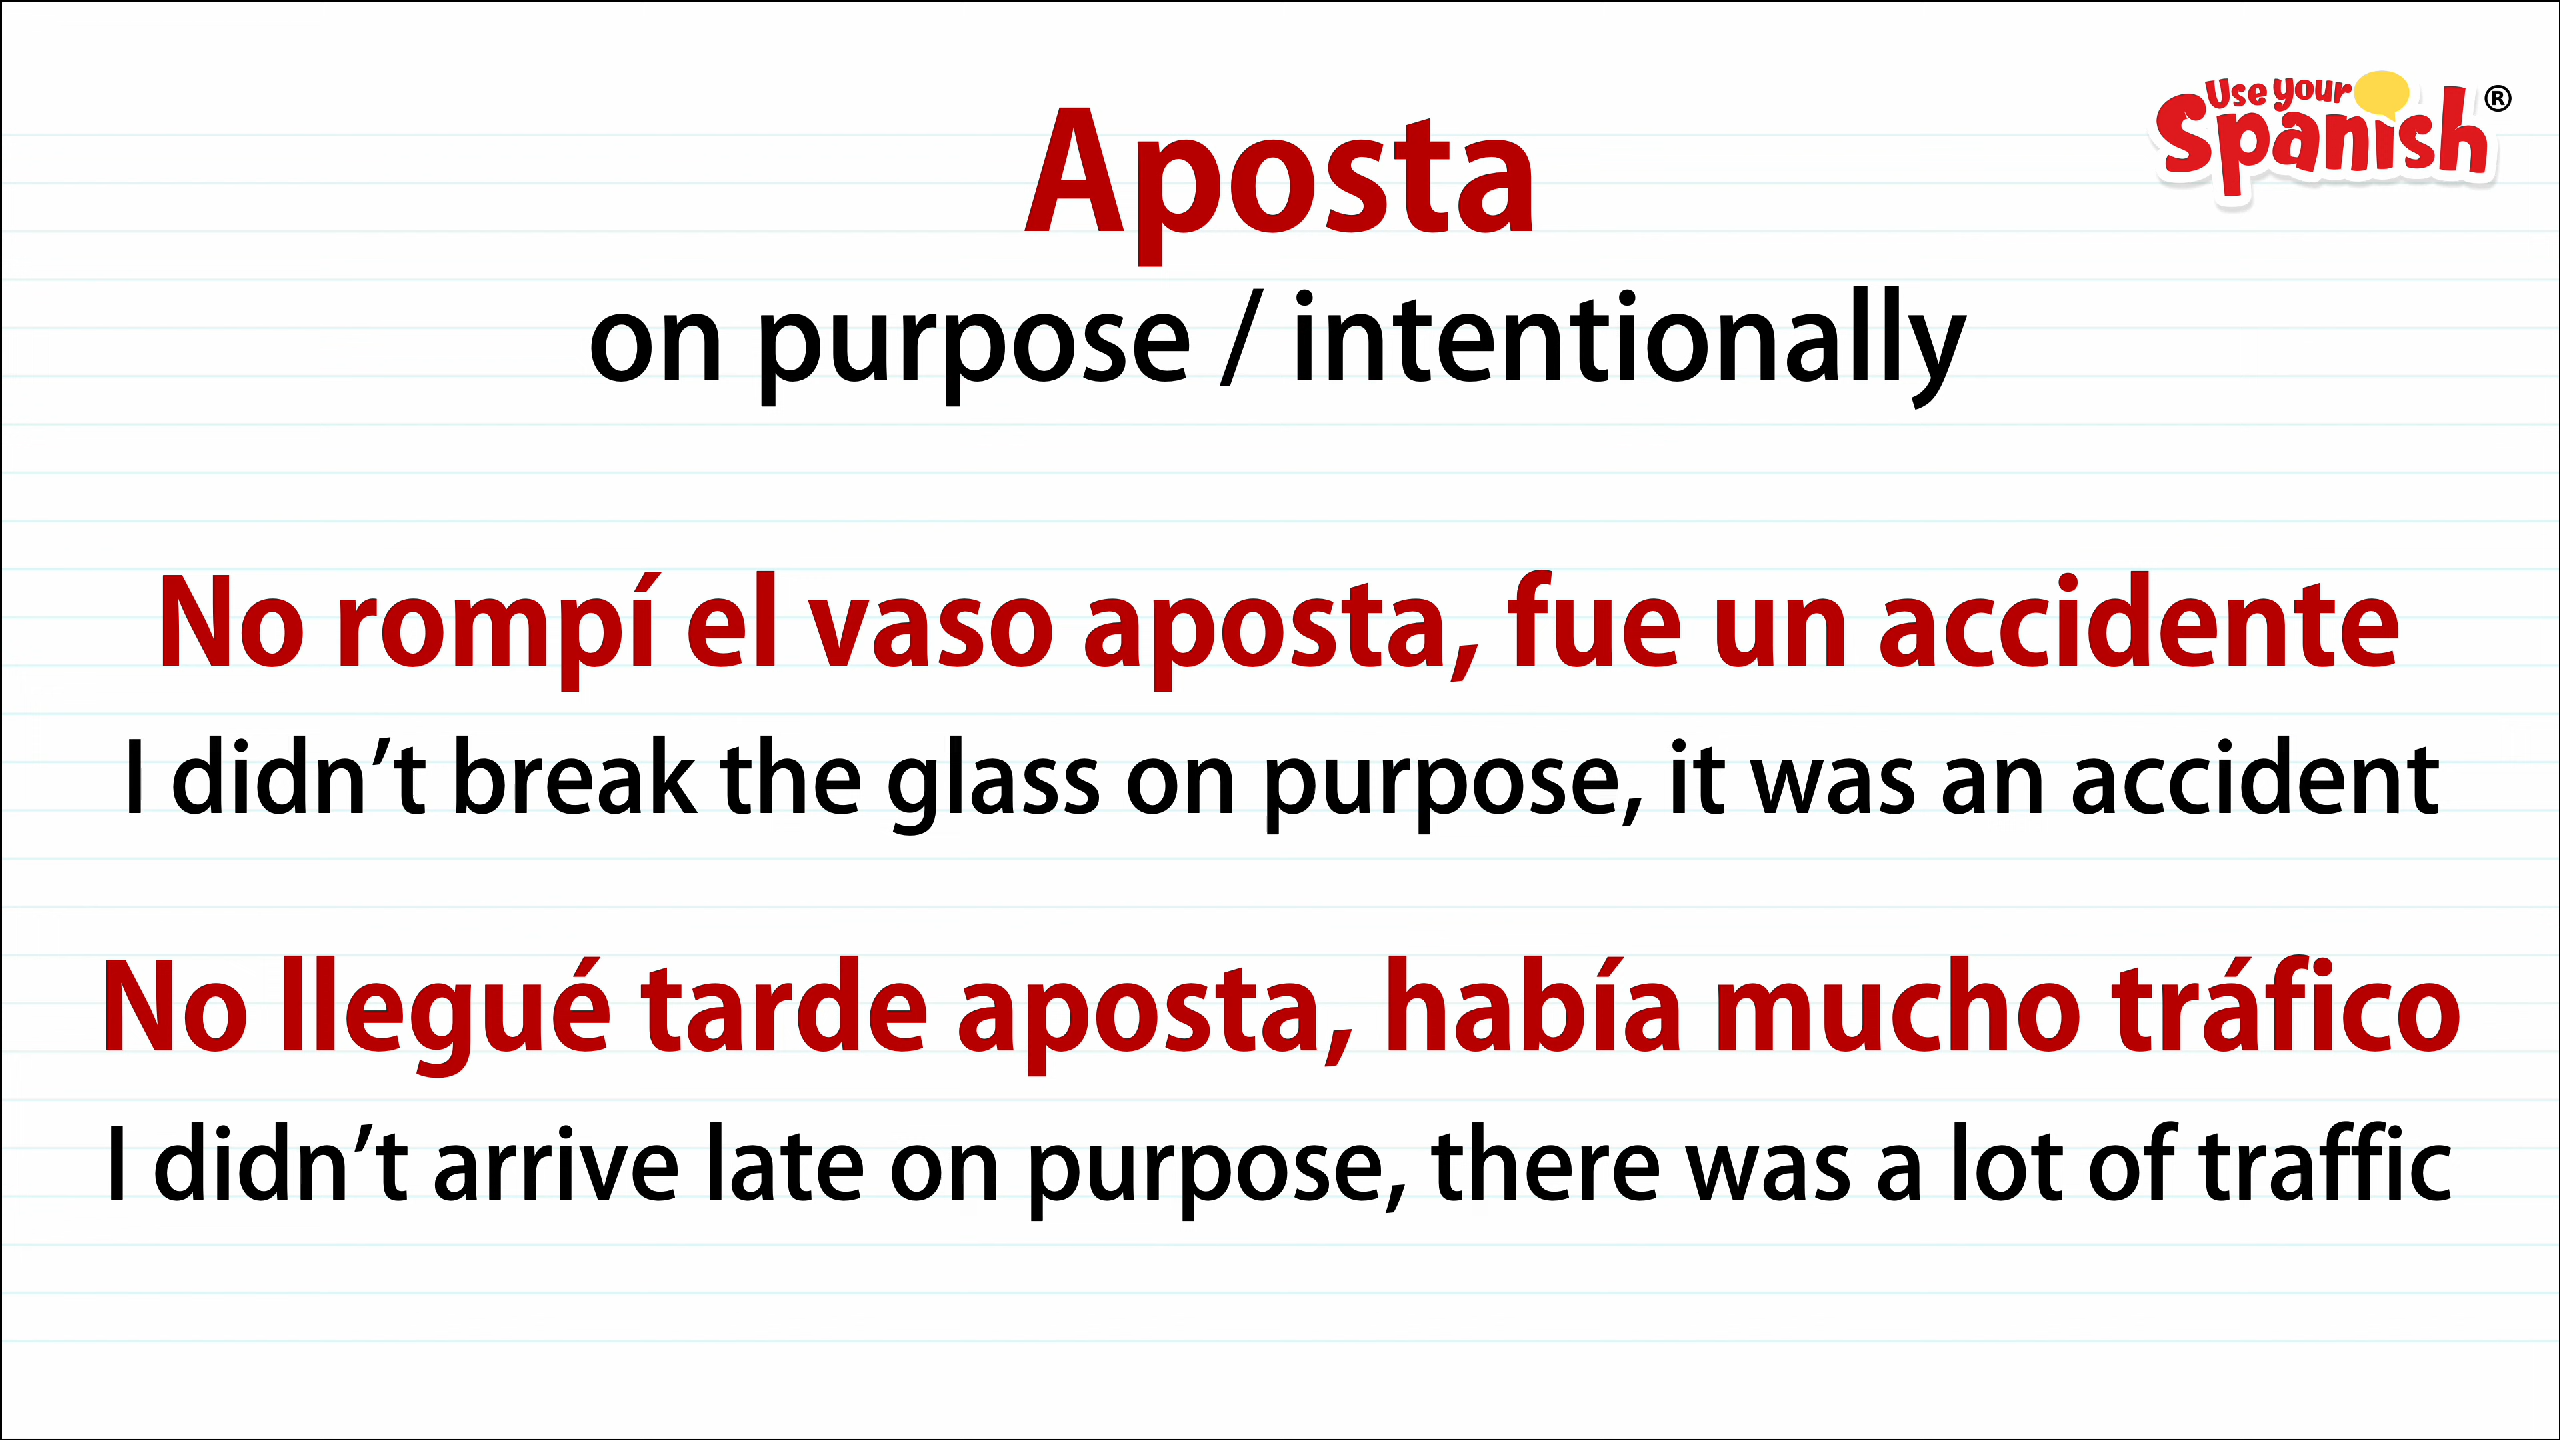 Use your
Spanish®
Aposta
on purpose / intentionally
No rompí el vaso aposta, fue un accidente
I didn’t break the glass on purpose, it was an accident
No llegué tarde aposta, había mucho tráfico
I didn’t arrive late on purpose, there was a lot of traffic